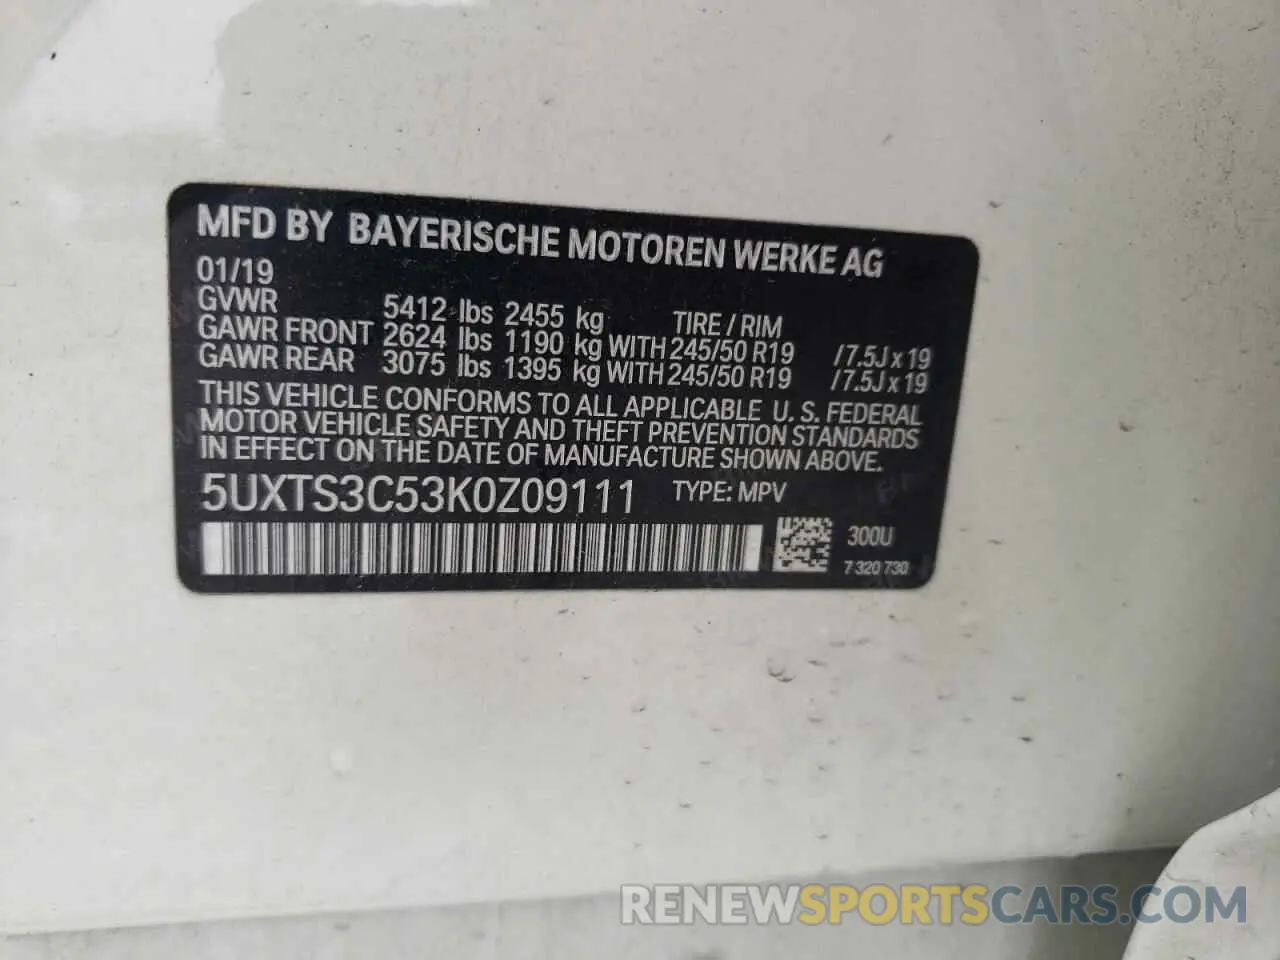 MFD BY BAYERISCHE MOTOREN WERKE AG
01/19
GVWR 5412 lbs 2455 kg TIRE / RIM
GAWR FRONT 2624 lbs 1190 kg WITH 245/50 R19 /7.5J x 19
GAWR REAR 3075 lbs 1395 kg WITH 245/50 R19 /7.5J x 19
THIS VEHICLE CONFORMS TO ALL APPLICABLE U. S. FEDERAL
MOTOR VEHICLE SAFETY AND THEFT PREVENTION STANDARDS
IN EFFECT ON THE DATE OF MANUFACTURE SHOWN ABOVE.
5UXTS3C53K0Z09111 TYPE: MPV
300U
7 320 730
RENEWSPORTSCARS.COM